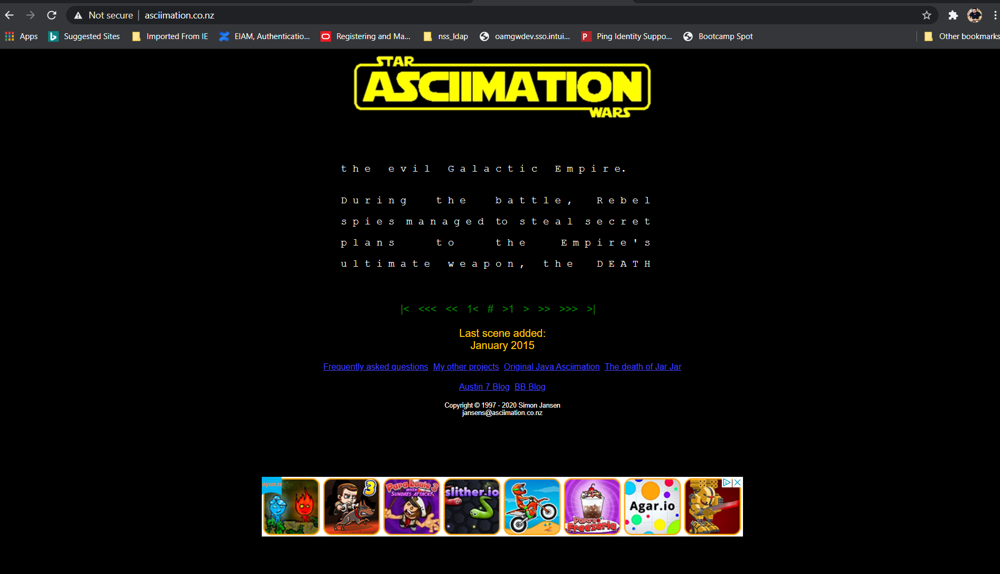 Not secure | asciimation.co.nz
Apps Suggested Sites Imported From IE EIAM, Authenticatio... Registering and Ma... nss_ldap oamgwdev.sso.intui... Ping Identity Suppo... Bootcamp Spot Other bookmarks
STAR
ASCIIMATION
WARS
the evil Galactic Empire.
During the battle, Rebel
spies managed to steal secret
plans to the Empire's
ultimate weapon, the DEATH
|< <<< << 1< # >1 > >> >>> >|
Last scene added:
January 2015
Frequently asked questions My other projects Original Java Asciimation The death of Jar Jar
Austin 7 Blog BB Blog
Copyright © 1997 - 2020 Simon Jansen
jansens@asciimation.co.nz
oyun.se
3
Papa Louie 3
WHEN
SUNDAES ATTACK!
slither.io
Papa's
Freezeria
Agar.io